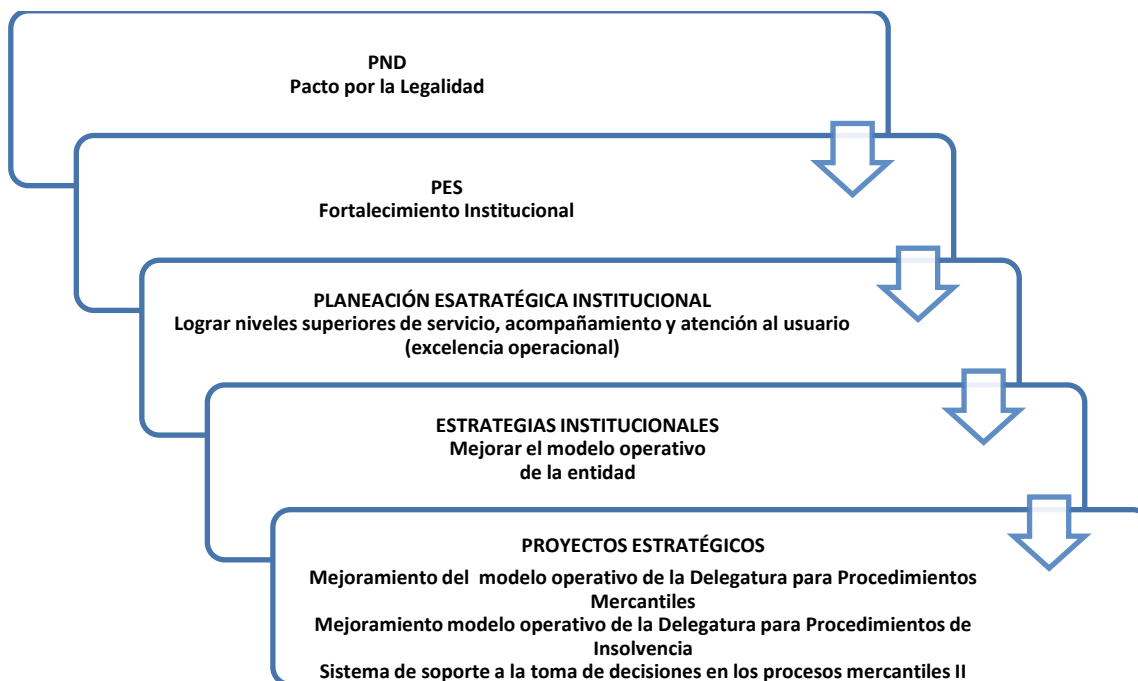 PND
Pacto por la Legalidad
PES
Fortalecimiento Institucional
PLANEACIÓN ESATRATÉGICA INSTITUCIONAL
Lograr niveles superiores de servicio, acompañamiento y atención al usuario
(excelencia operacional)
ESTRATEGIAS INSTITUCIONALES
Mejorar el modelo operativo
de la entidad
PROYECTOS ESTRATÉGICOS
Mejoramiento del modelo operativo de la Delegatura para Procedimientos
Mercantiles
Mejoramiento modelo operativo de la Delegatura para Procedimientos de
Insolvencia
Sistema de soporte a la toma de decisiones en los procesos mercantiles II